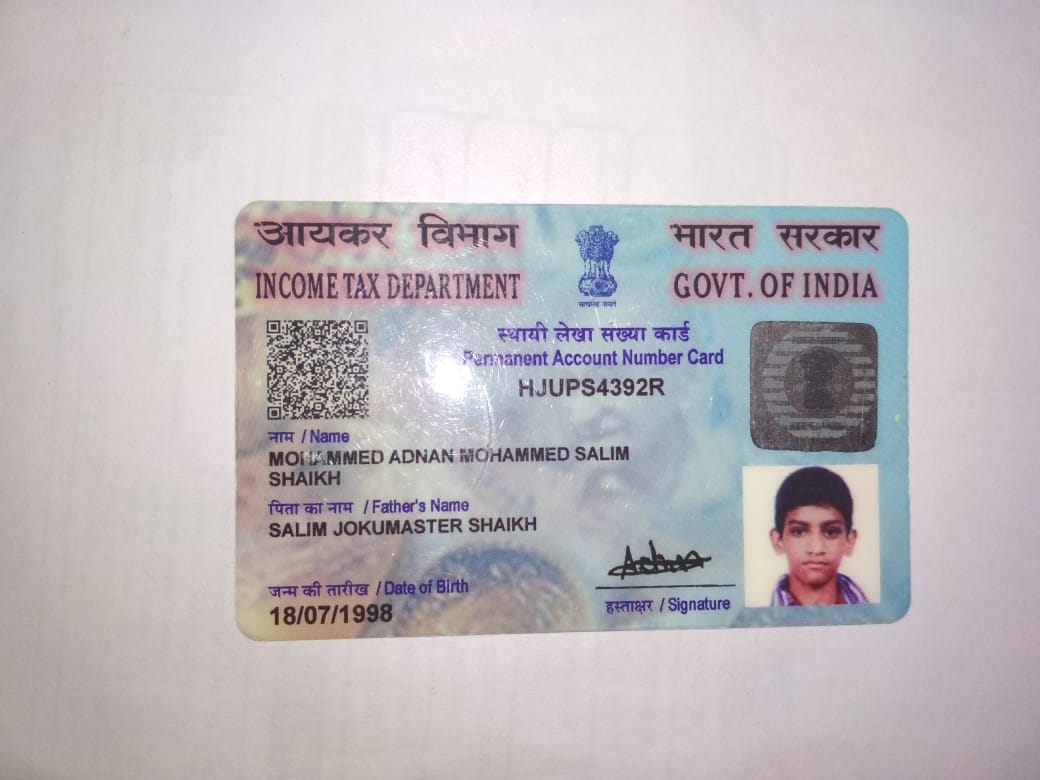 आयकर विभाग
INCOME TAX DEPARTMENT
सत्यमेव जयते
भारत सरकार
GOVT. OF INDIA
स्थायी लेखा संख्या कार्ड
Permanent Account Number Card
HJUPS4392R
नाम / Name
MOHAMMED ADNAN MOHAMMED SALIM
SHAIKH
पिता का नाम / Father's Name
SALIM JOKUMASTER SHAIKH
जन्म की तारीख / Date of Birth
18/07/1998
Adnan
हस्ताक्षर / Signature